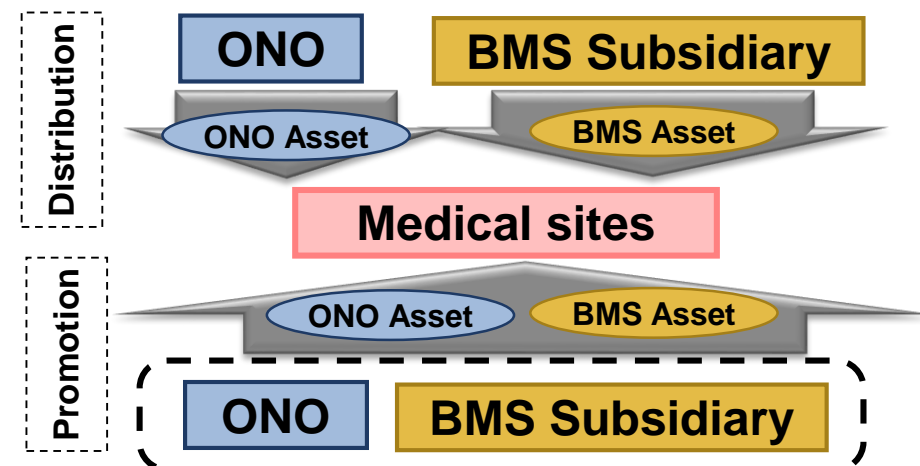 Distribution
ONO
BMS Subsidiary
ONO Asset
BMS Asset
Medical sites
Promotion
ONO Asset
BMS Asset
ONO
BMS Subsidiary